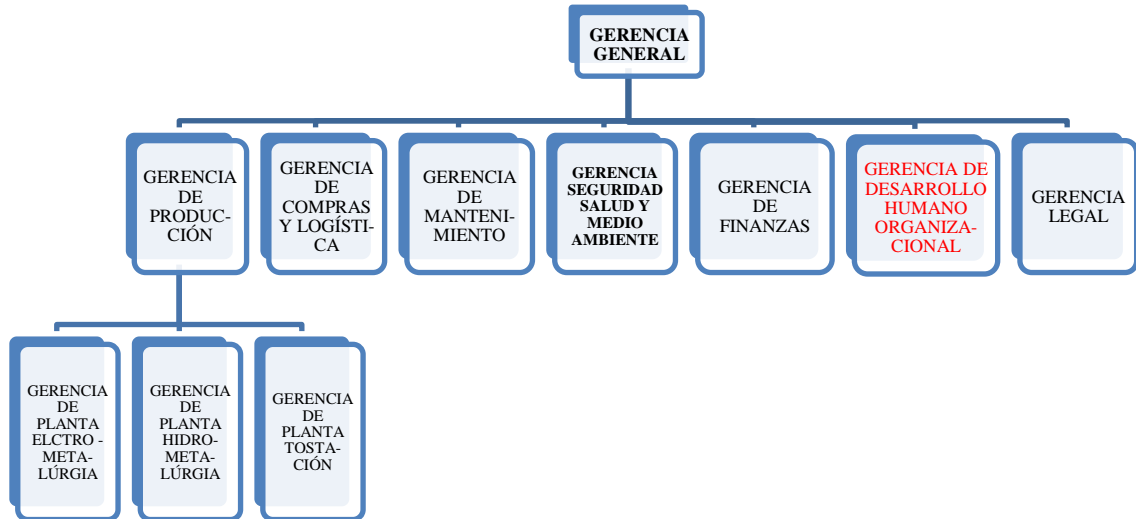 GERENCIA
GENERAL
GERENCIA
DE
PRODUC-
CIÓN
GERENCIA
DE
COMPRAS
Y LOGÍSTI-
CA
GERENCIA
DE
MANTENI-
MIENTO
GERENCIA
SEGURIDAD
SALUD Y
MEDIO
AMBIENTE
GERENCIA
DE
FINANZAS
GERENCIA DE
DESARROLLO
HUMANO
ORGANIZA-
CIONAL
GERENCIA
LEGAL
GERENCIA
DE
PLANTA
ELCTRO -
META-
LÚRGIA
GERENCIA
DE
PLANTA
HIDRO-
META-
LÚRGIA
GERENCIA
DE
PLANTA
TOSTA-
CIÓN